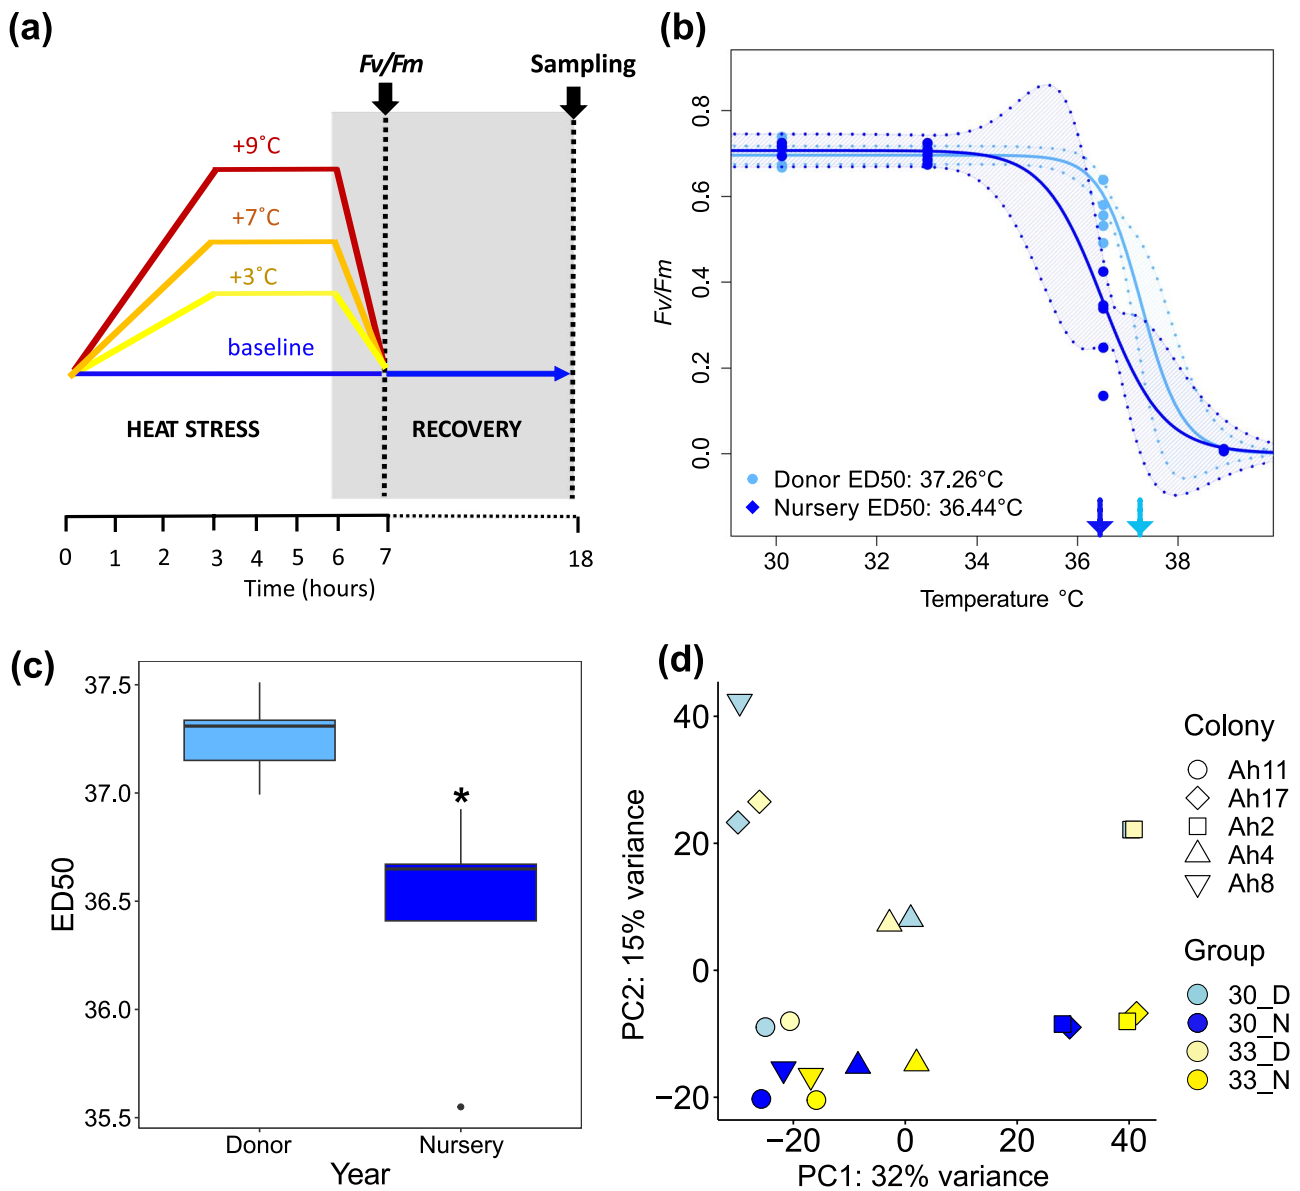 (a)
Fv/Fm
Sampling
+9˚C
+7˚C
+3˚C
baseline
HEAT STRESS
RECOVERY
0 1 2 3 4 5 6 7 18
Time (hours)
(b)
Fv/Fm
0.8
0.6
0.4
0.2
0.0
Donor ED50: 37.26°C
Nursery ED50: 36.44°C
30 32 34 36 38
Temperature °C
(c)
ED50
37.5
37.0
36.5
36.0
35.5
*
Donor Nursery
Year
(d)
PC2: 15% variance
40
20
0
−20
−20 0 20 40
PC1: 32% variance
Colony
Ah11
Ah17
Ah2
Ah4
Ah8
Group
30_D
30_N
33_D
33_N